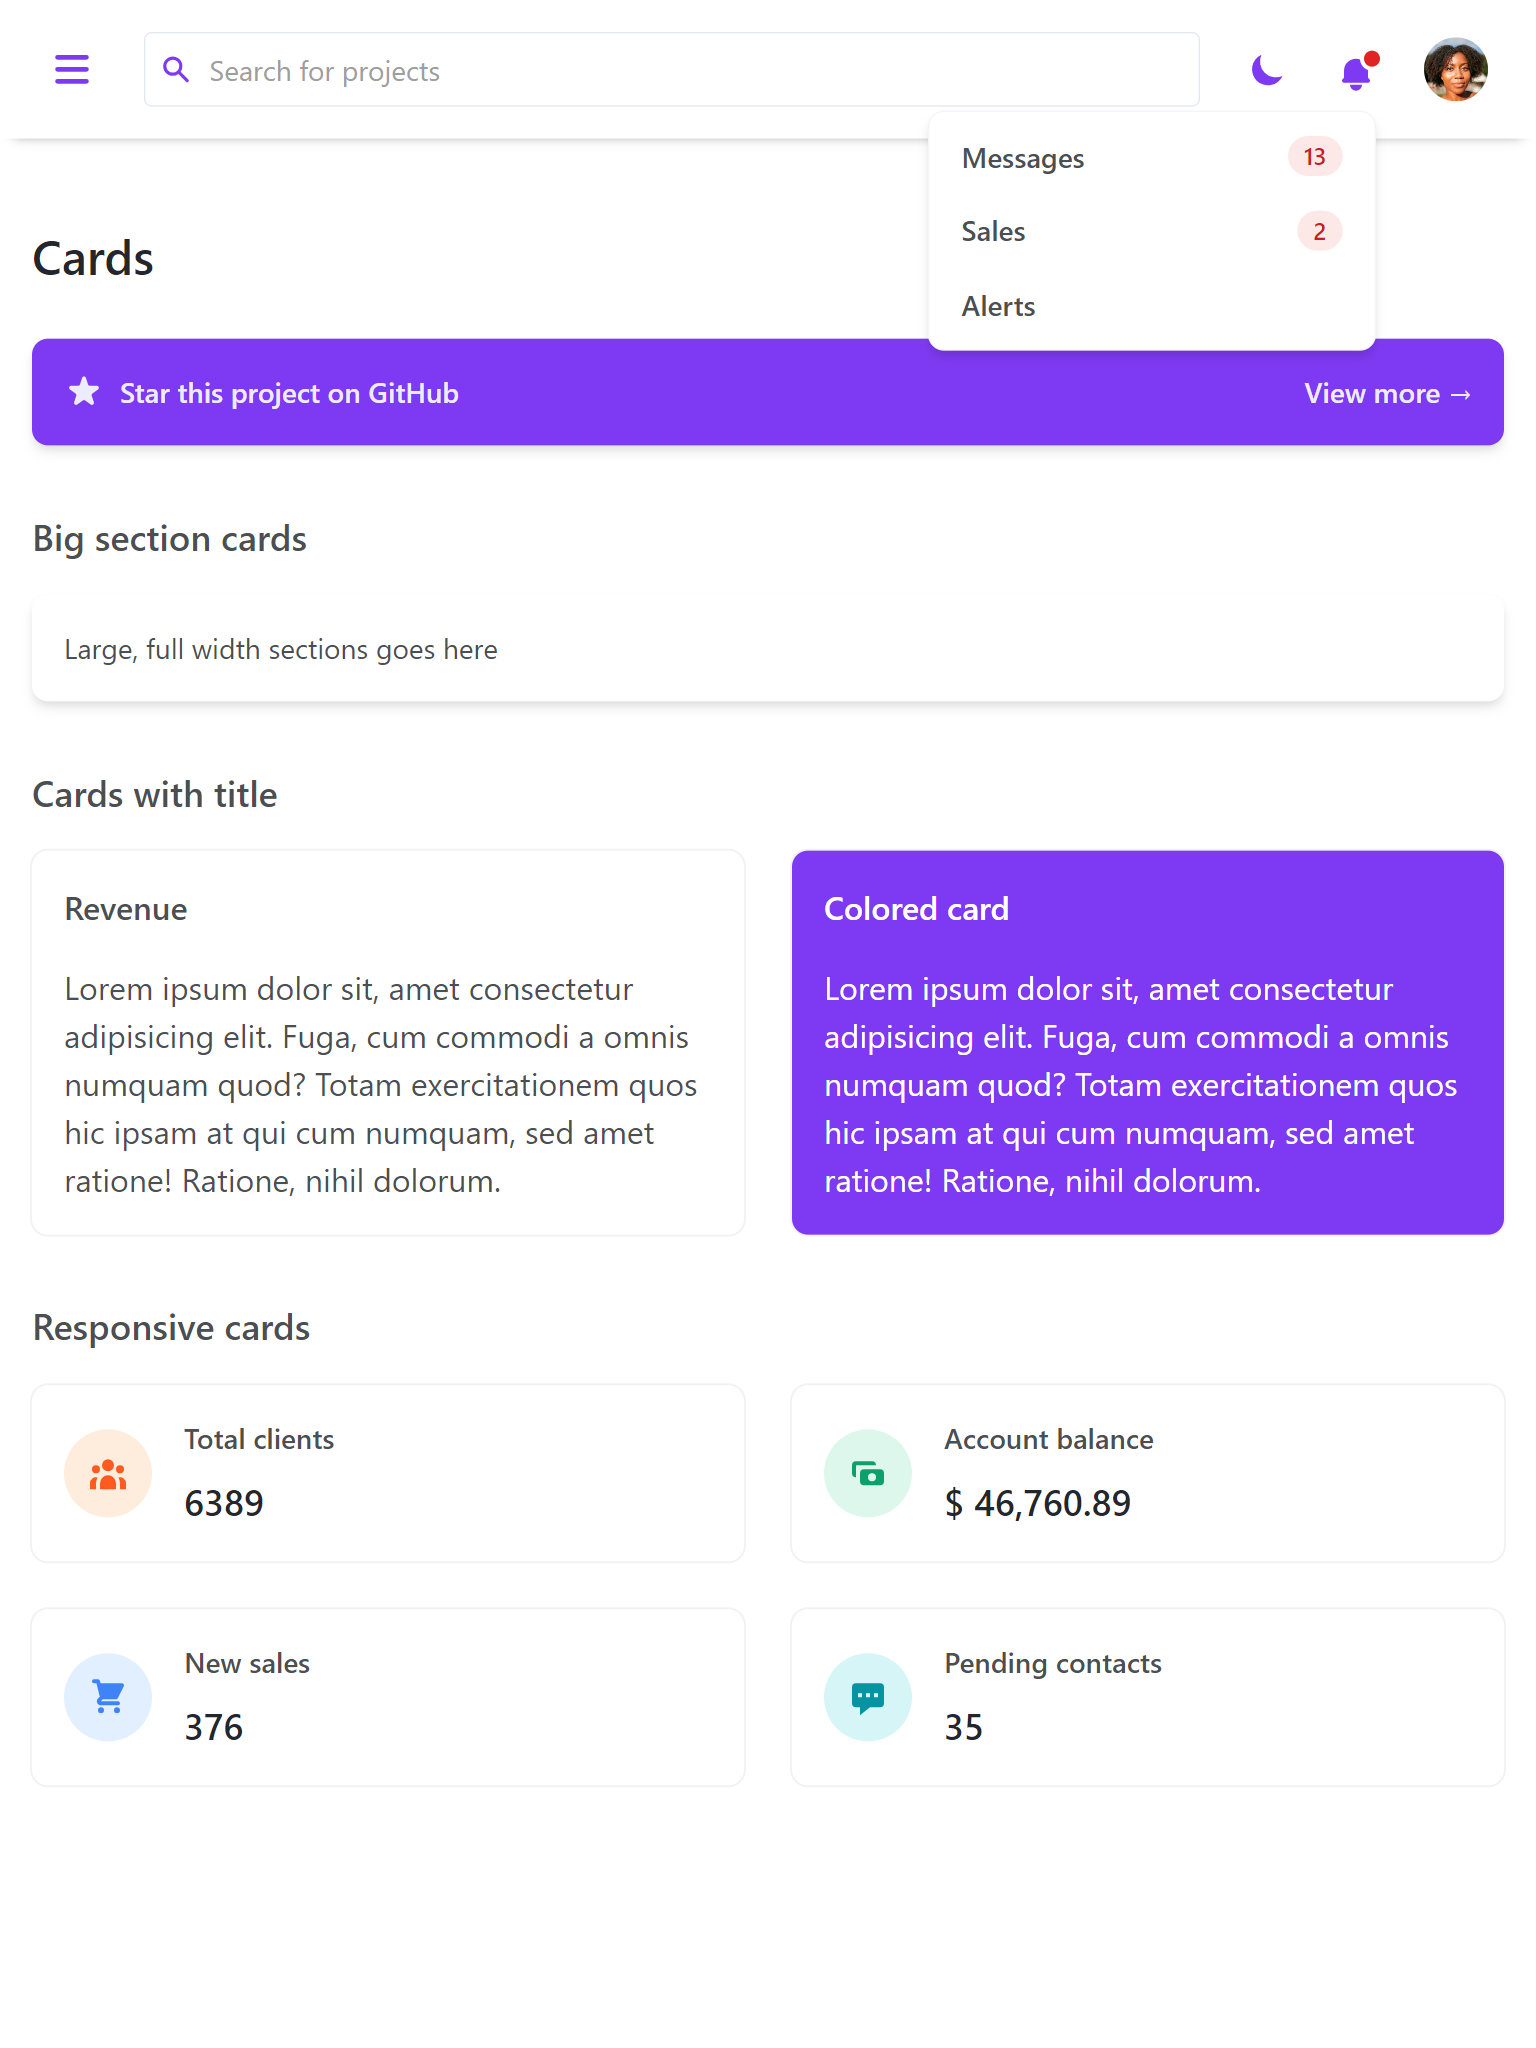 Search for projects
Messages 13
Sales 2
Alerts
Cards
Star this project on GitHub
View more →
Big section cards
Large, full width sections goes here
Cards with title
Revenue
Lorem ipsum dolor sit, amet consectetur
adipisicing elit. Fuga, cum commodi a omnis
numquam quod? Totam exercitationem quos
hic ipsam at qui cum numquam, sed amet
ratione! Ratione, nihil dolorum.
Colored card
Lorem ipsum dolor sit, amet consectetur
adipisicing elit. Fuga, cum commodi a omnis
numquam quod? Totam exercitationem quos
hic ipsam at qui cum numquam, sed amet
ratione! Ratione, nihil dolorum.
Responsive cards
Total clients
6389
Account balance
$ 46,760.89
New sales
376
Pending contacts
35